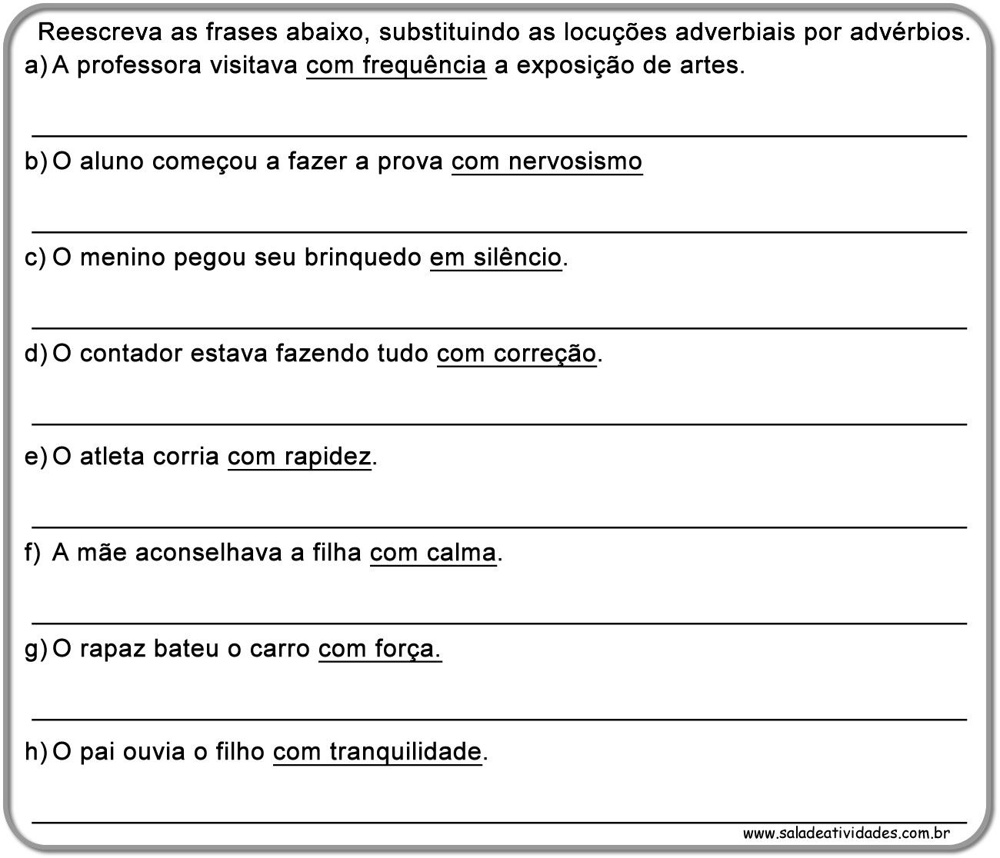 Reescreva as frases abaixo, substituindo as locuções adverbiais por advérbios.
a) A professora visitava com frequência a exposição de artes.
b) O aluno começou a fazer a prova com nervosismo
c) O menino pegou seu brinquedo em silêncio.
d) O contador estava fazendo tudo com correção.
e) O atleta corria com rapidez.
f) A mãe aconselhava a filha com calma.
g) O rapaz bateu o carro com força.
h) O pai ouvia o filho com tranquilidade.
www.saladeatividades.com.br